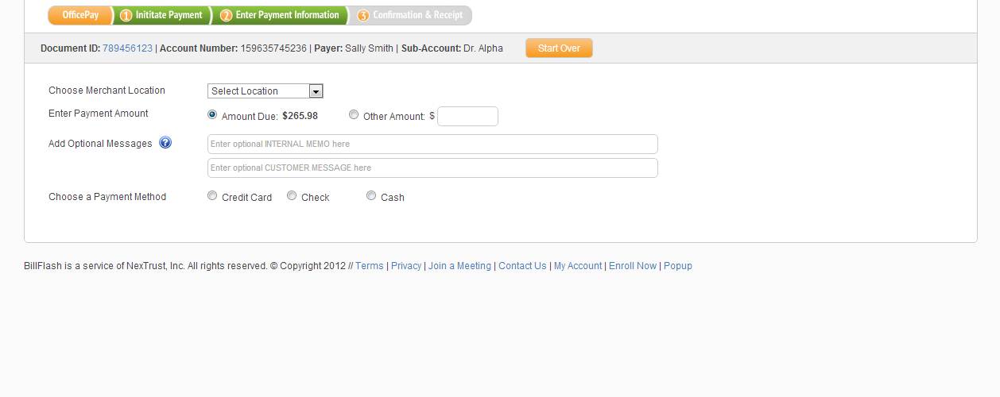 OfficePay 1 Inititate Payment 2 Enter Payment Information 3 Confirmation & Receipt
Document ID: 789456123 | Account Number: 159635745236 | Payer: Sally Smith | Sub-Account: Dr. Alpha Start Over
Choose Merchant Location Select Location
Enter Payment Amount Amount Due: $265.98 Other Amount: $
Add Optional Messages ? Enter optional INTERNAL MEMO here
Enter optional CUSTOMER MESSAGE here
Choose a Payment Method Credit Card Check Cash
BillFlash is a service of NexTrust, Inc. All rights reserved. © Copyright 2012 // Terms | Privacy | Join a Meeting | Contact Us | My Account | Enroll Now | Popup